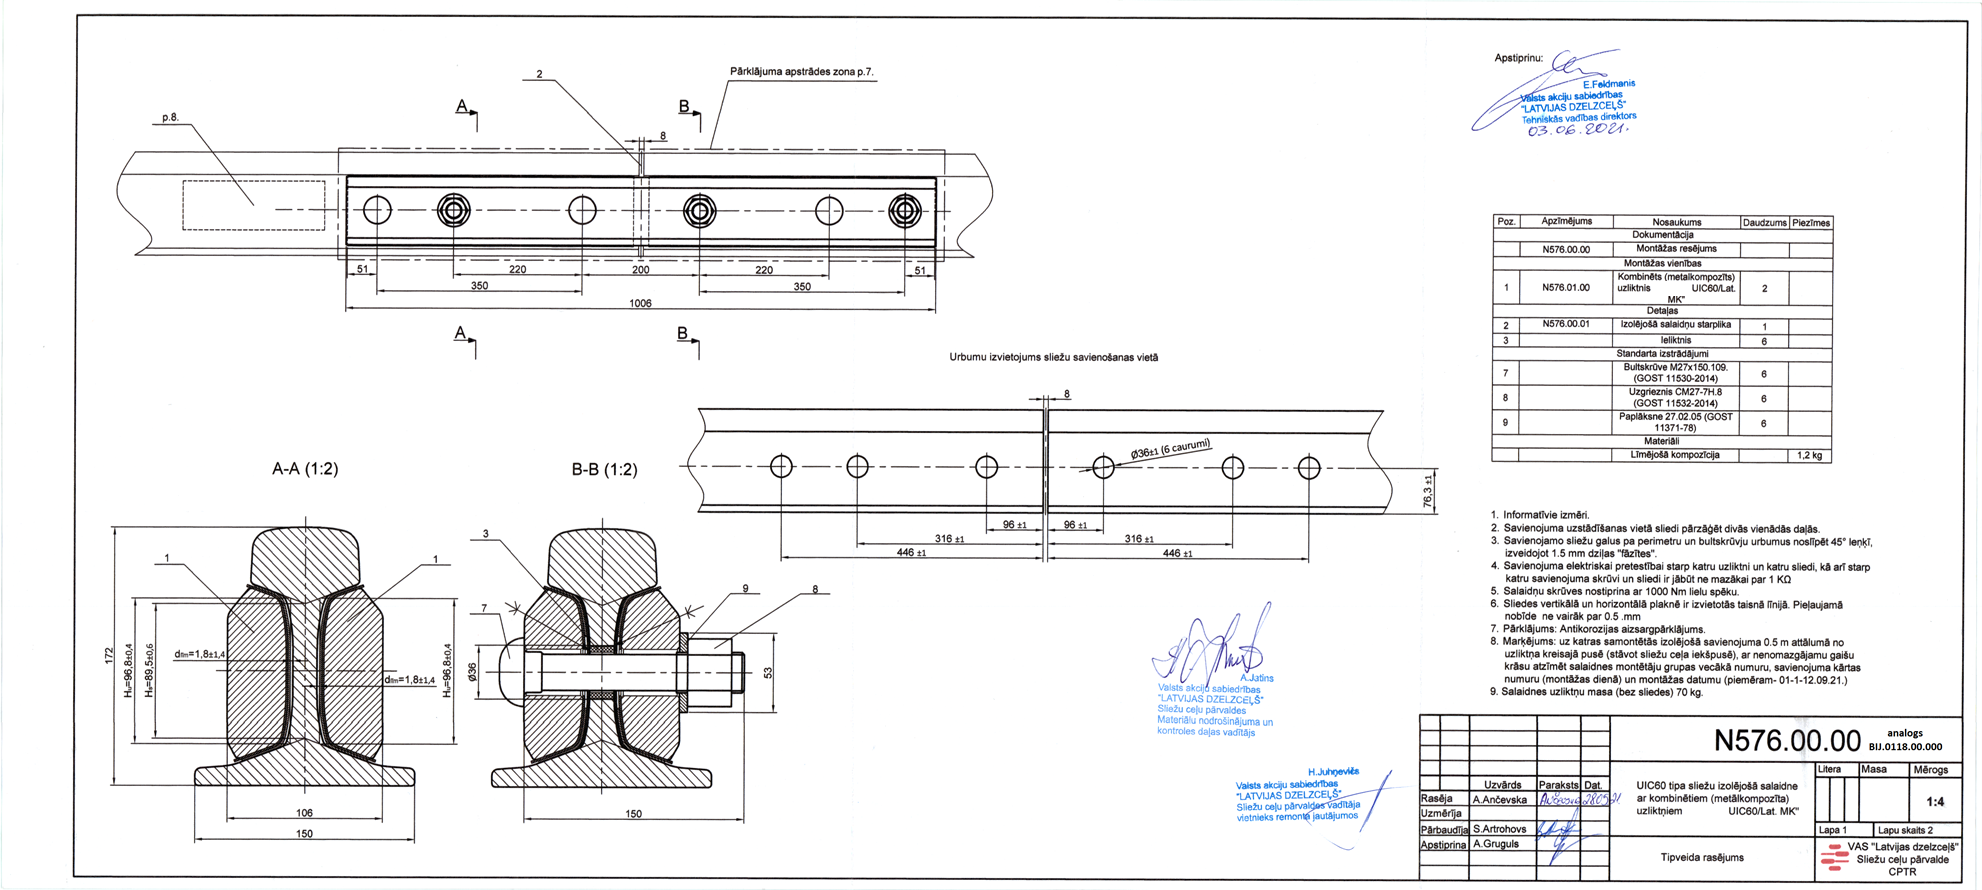 Apstiprinu:
E.Feldmanis
Valsts akciju sabiedrības
"LATVIJAS DZELZCEĻŠ"
Tehniskās vadības direktors
03.06.2021.
2
Pārklājuma apstrādes zona p.7.
A
B
p.8.
8
51
220
200
220
51
350
350
1006
A
B
Poz.
Apzīmējums
Nosaukums
Daudzums
Piezīmes
Dokumentācija
N576.00.00
Montāžas resējums
Montāžas vienības
1
N576.01.00
Kombinēts (metalkompozīts)
uzliktnis UIC60/Lat.
MK"
2
Detaļas
2
N576.00.01
Izolējošā salaidņu starplika
1
3
Ieliktnis
6
Standarta izstrādājumi
7
Bultskrūve M27x150.109.
(GOST 11530-2014)
6
8
Uzgrieznis CM27-7H.8
(GOST 11532-2014)
6
9
Paplāksne 27.02.05 (GOST
11371-78)
6
Materiāli
Līmējošā kompozīcija
1,2 kg
Urbumu izvietojums sliežu savienošanas vietā
8
Ø36±1 (6 caurumi)
76,3 ±1
96 ±1
96 ±1
316 ±1
316 ±1
446 ±1
446 ±1
A-A (1:2)
B-B (1:2)
1
1
172
Hᵤ=96,8±0,4
Hₐ=89,5±0,6
dₗīₘ=1,8±1,4
dₗīₘ=1,8±1,4
Hᵤ=96,8±0,4
106
150
3
7
9
8
Ø36
53
150
1. Informatīvie izmēri.
2. Savienojuma uzstādīšanas vietā sliedi pārzāģēt divās vienādās daļās.
3. Savienojamo sliežu galus pa perimetru un bultskrūvju urbumus noslīpēt 45° leņķī,
izveidojot 1.5 mm dziļas "fāzītes".
4. Savienojuma elektriskai pretestībai starp katru uzliktni un katru sliedi, kā arī starp
katru savienojuma skrūvi un sliedi ir jābūt ne mazākai par 1 KΩ
5. Salaidņu skrūves nostiprina ar 1000 Nm lielu spēku.
6. Sliedes vertikālā un horizontālā plaknē ir izvietotās taisnā līnijā. Pieļaujamā
nobīde ne vairāk par 0.5 .mm
7. Pārklājums: Antikorozijas aizsargpārklājums.
8. Marķējums: uz katras samontētās izolējošā savienojuma 0.5 m attālumā no
uzliktņa kreisajā pusē (stāvot sliežu ceļa iekšpusē), ar nenomazgājamu gaišu
krāsu atzīmēt salaidnes montētāju grupas vecākā numuru, savienojuma kārtas
numuru (montāžas dienā) un montāžas datumu (piemēram- 01-1-12.09.21.)
9. Salaidnes uzliktņu masa (bez sliedes) 70 kg.
A.Jatins
Valsts akciju sabiedrības
"LATVIJAS DZELZCEĻŠ"
Sliežu ceļu pārvaldes
Materiālu nodrošinājuma un
kontroles daļas vadītājs
H.Juhņevičs
Valsts akciju sabiedrības
"LATVIJAS DZELZCEĻŠ"
Sliežu ceļu pārvaldes vadītāja
vietnieks remonta jautājumos
N576.00.00
analogs
BIJ.0118.00.000
Uzvārds
Paraksts
Dat.
Rasēja
A.Ančevska
Uzmērīja
Pārbaudīja
S.Artrohovs
Apstiprina
A.Gruguls
UIC60 tipa sliežu izolējošā salaidne
ar kombinētiem (metālkompozīta)
uzliktņiem UIC60/Lat. MK"
Tipveida rasējums
Litera
Masa
Mērogs
1:4
Lapa 1
Lapu skaits 2
VAS "Latvijas dzelzceļš"
Sliežu ceļu pārvalde
CPTR